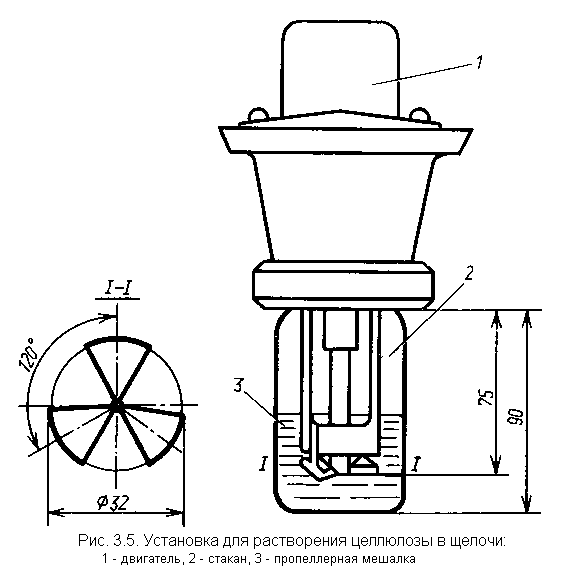 1
2
I–I
120°
3
75
90
I I
Ф32
Рис. 3.5. Установка для растворения целлюлозы в щелочи:
1 - двигатель, 2 - стакан, 3 - пропеллерная мешалка